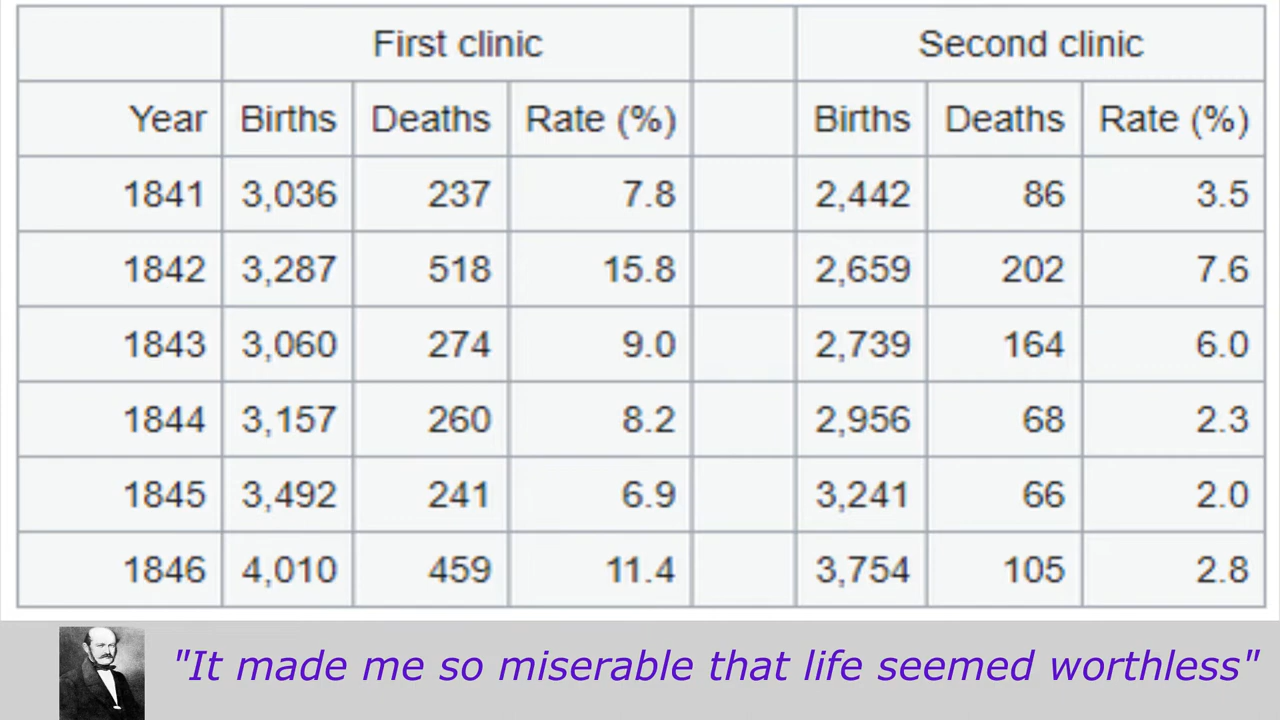 First clinic Second clinic
Year Births Deaths Rate (%) Births Deaths Rate (%)
1841 3,036 237 7.8 2,442 86 3.5
1842 3,287 518 15.8 2,659 202 7.6
1843 3,060 274 9.0 2,739 164 6.0
1844 3,157 260 8.2 2,956 68 2.3
1845 3,492 241 6.9 3,241 66 2.0
1846 4,010 459 11.4 3,754 105 2.8
"It made me so miserable that life seemed worthless"